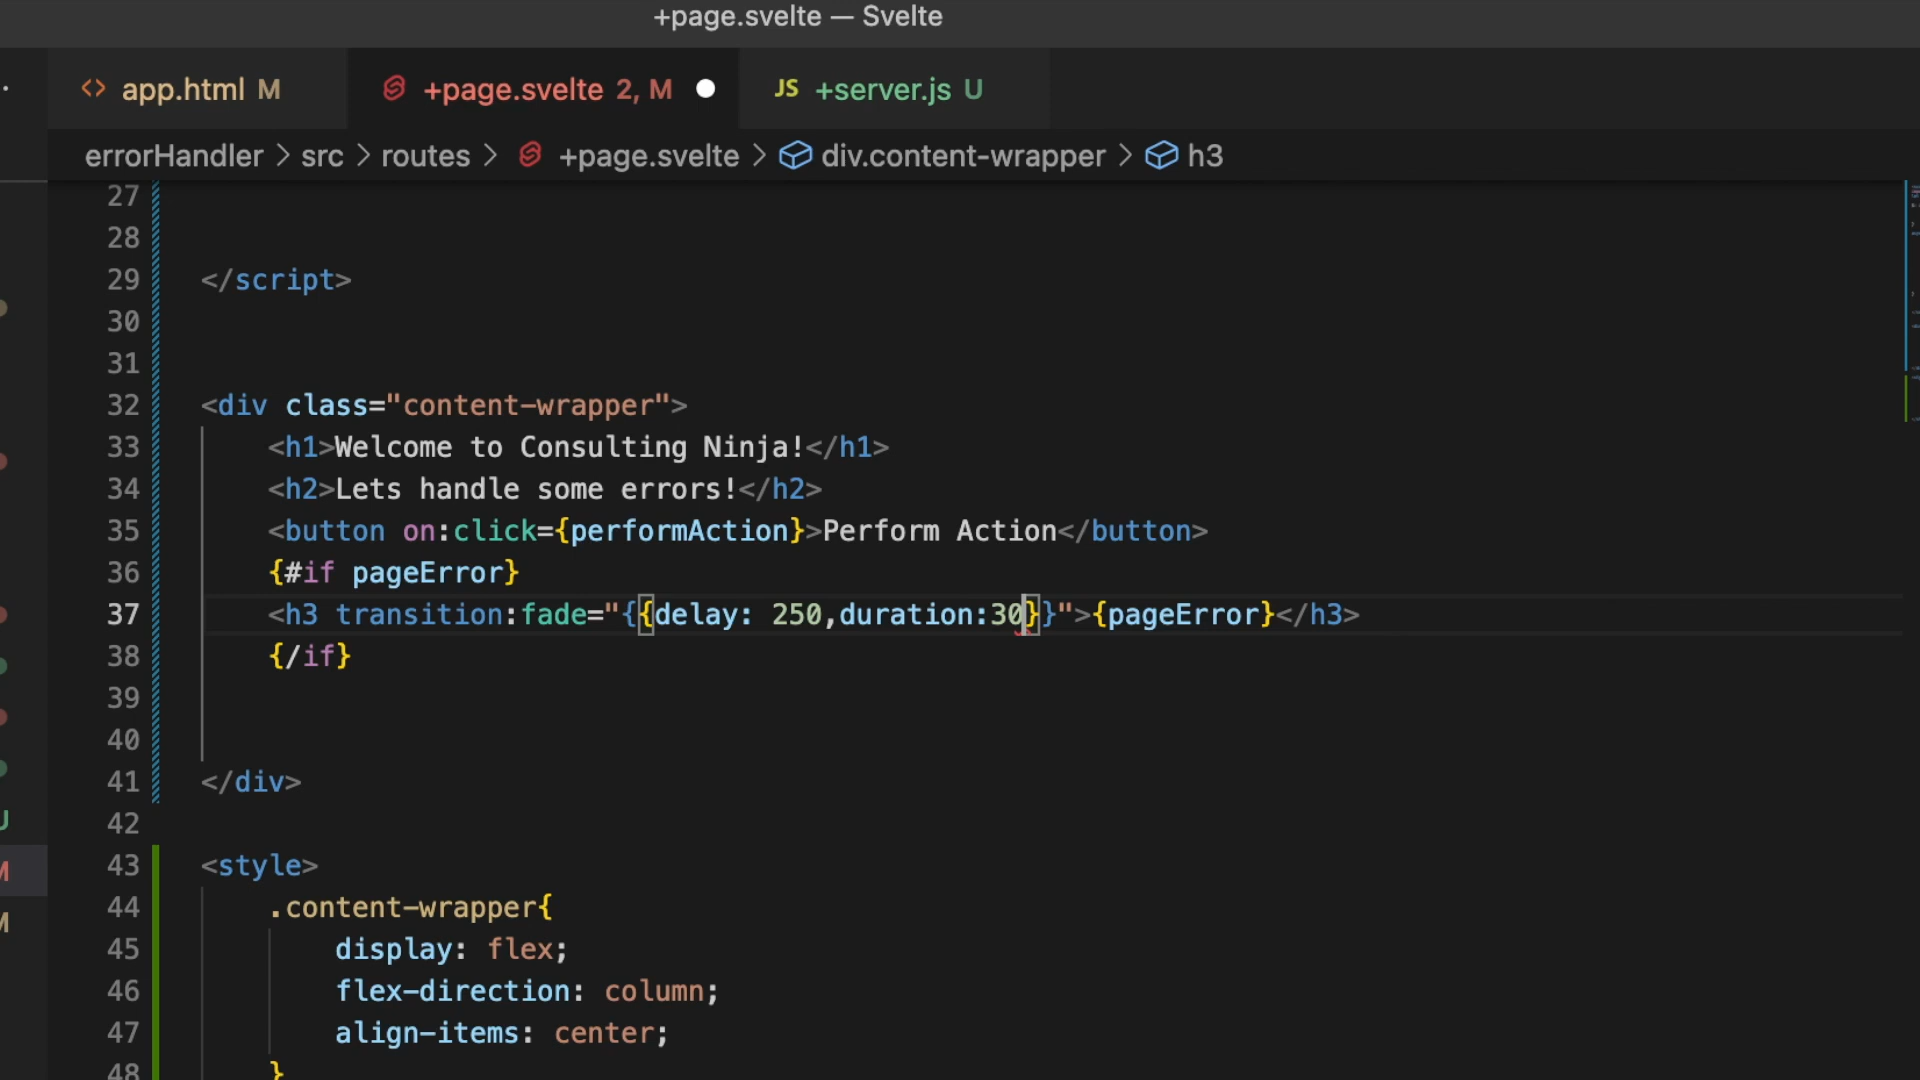 +page.svelte — Svelte
app.html M
+page.svelte 2, M
JS +server.js U
errorHandler > src > routes > +page.svelte > div.content-wrapper > h3
27
28
29 </script>
30
31
32 <div class="content-wrapper">
33 <h1>Welcome to Consulting Ninja!</h1>
34 <h2>Lets handle some errors!</h2>
35 <button on:click={performAction}>Perform Action</button>
36 {#if pageError}
37 <h3 transition:fade="{{delay: 250,duration:30}}">{pageError}</h3>
38 {/if}
39
40
41 </div>
42
43 <style>
44 .content-wrapper{
45 display: flex;
46 flex-direction: column;
47 align-items: center;
48 }
U
M
M